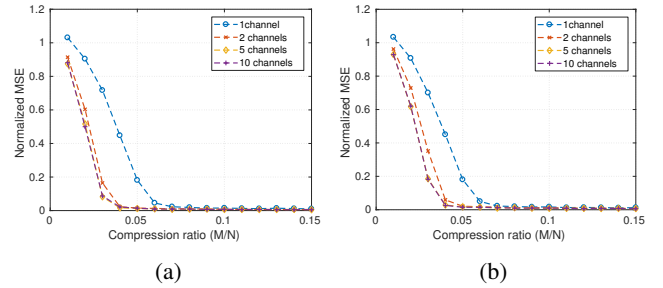 1.2
1
0.8
0.6
0.4
0.2
0
Normalized MSE
0
0.05
0.1
0.15
Compression ratio (M/N)
1channel
2 channels
5 channels
10 channels
(a)
1.2
1
0.8
0.6
0.4
0.2
0
Normalized MSE
0
0.05
0.1
0.15
Compression ratio (M/N)
1channel
2 channels
5 channels
10 channels
(b)